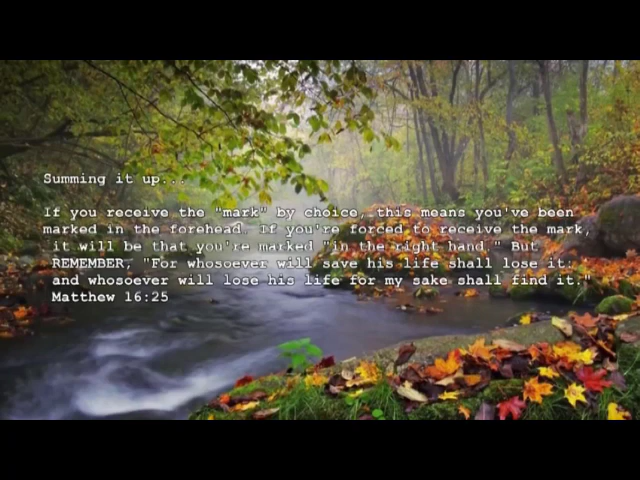 Summing it up...
If you receive the "mark" by choice, this means you've been
marked in the forehead. If you're forced to receive the mark,
it will be that you're marked "in the right hand." But
REMEMBER, "For whosoever will save his life shall lose it:
and whosoever will lose his life for my sake shall find it."
Matthew 16:25